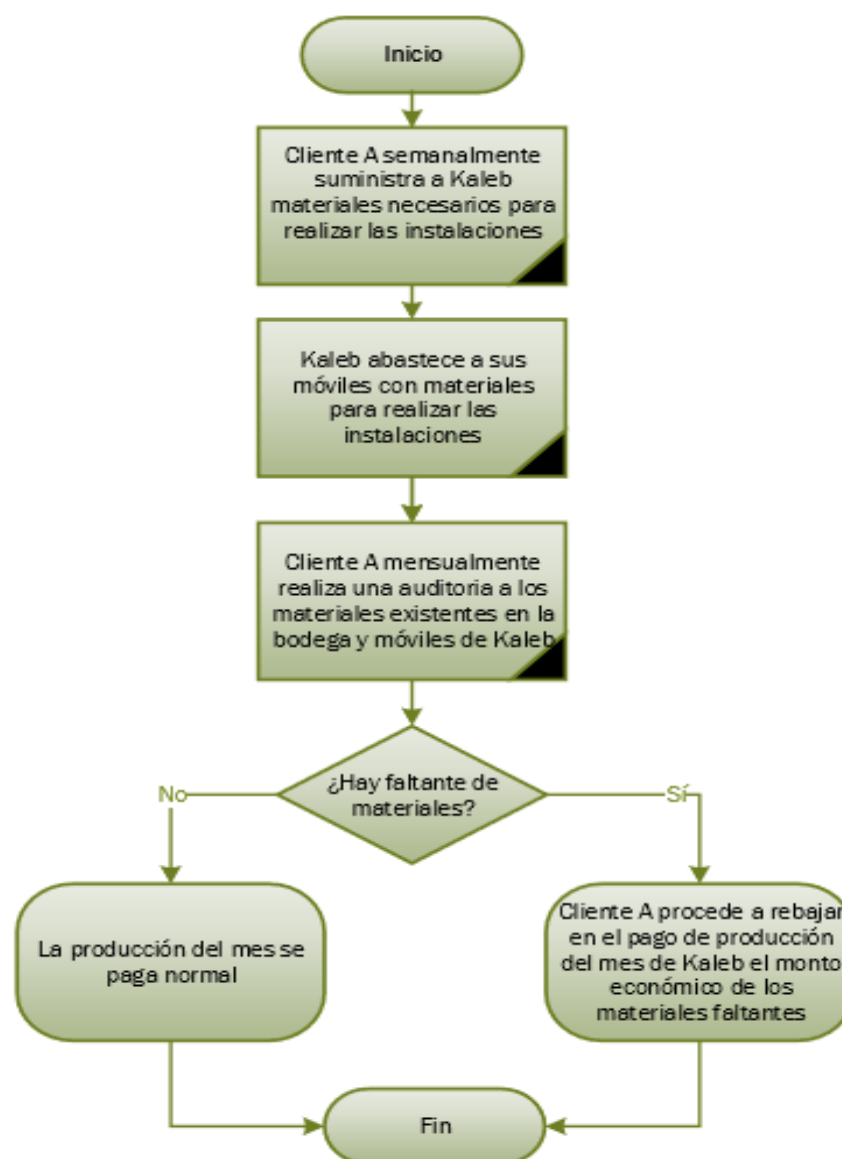 Inicio
Cliente A semanalmente
suministra a Kaleb
materiales necesarios para
realizar las instalaciones
Kaleb abastece a sus
móviles con materiales
para realizar las
instalaciones
Cliente A mensualmente
realiza una auditoria a los
materiales existentes en la
bodega y móviles de Kaleb
¿Hay faltante de
materiales?
No
Sí
La producción del mes se
paga normal
Cliente A procede a rebajar
en el pago de producción
del mes de Kaleb el monto
económico de los
materiales faltantes
Fin